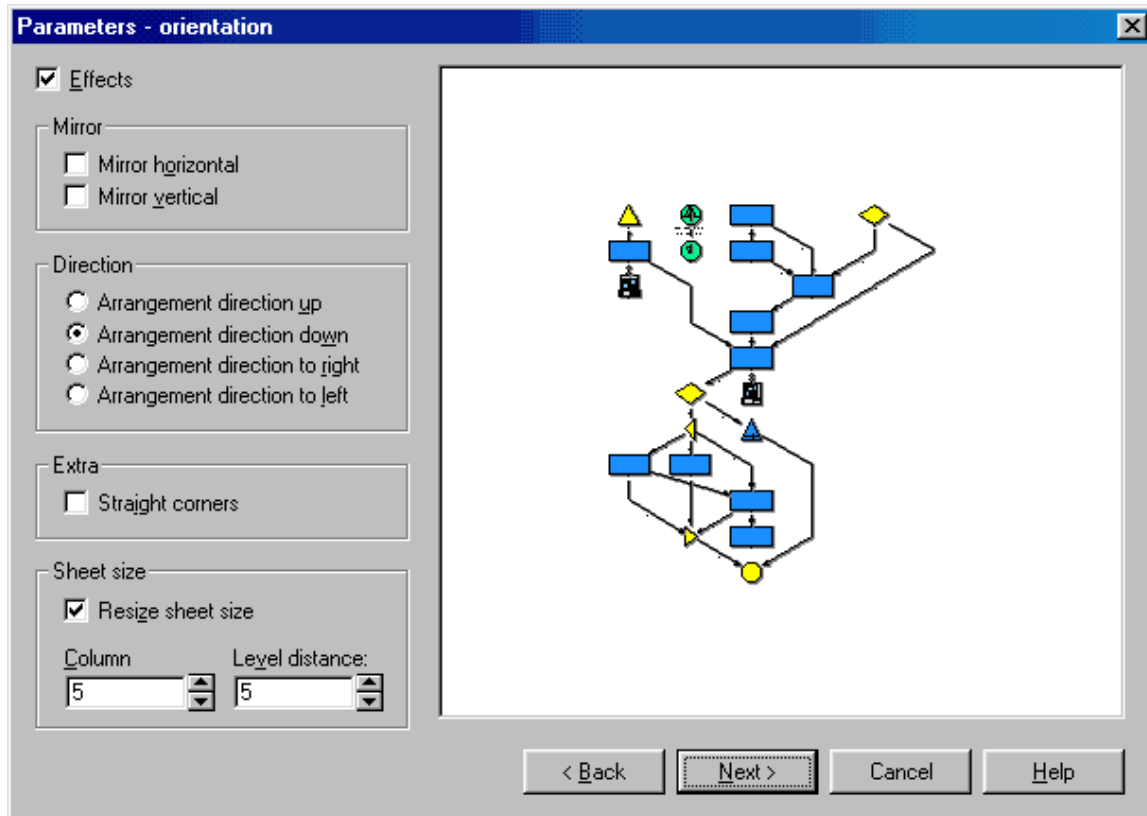 Parameters - orientation
Effects
Mirror
Mirror horizontal
Mirror vertical
Direction
Arrangement direction up
Arrangement direction down
Arrangement direction to right
Arrangement direction to left
Extra
Straight corners
Sheet size
Resize sheet size
Column Level distance:
5 5
< Back Next > Cancel Help